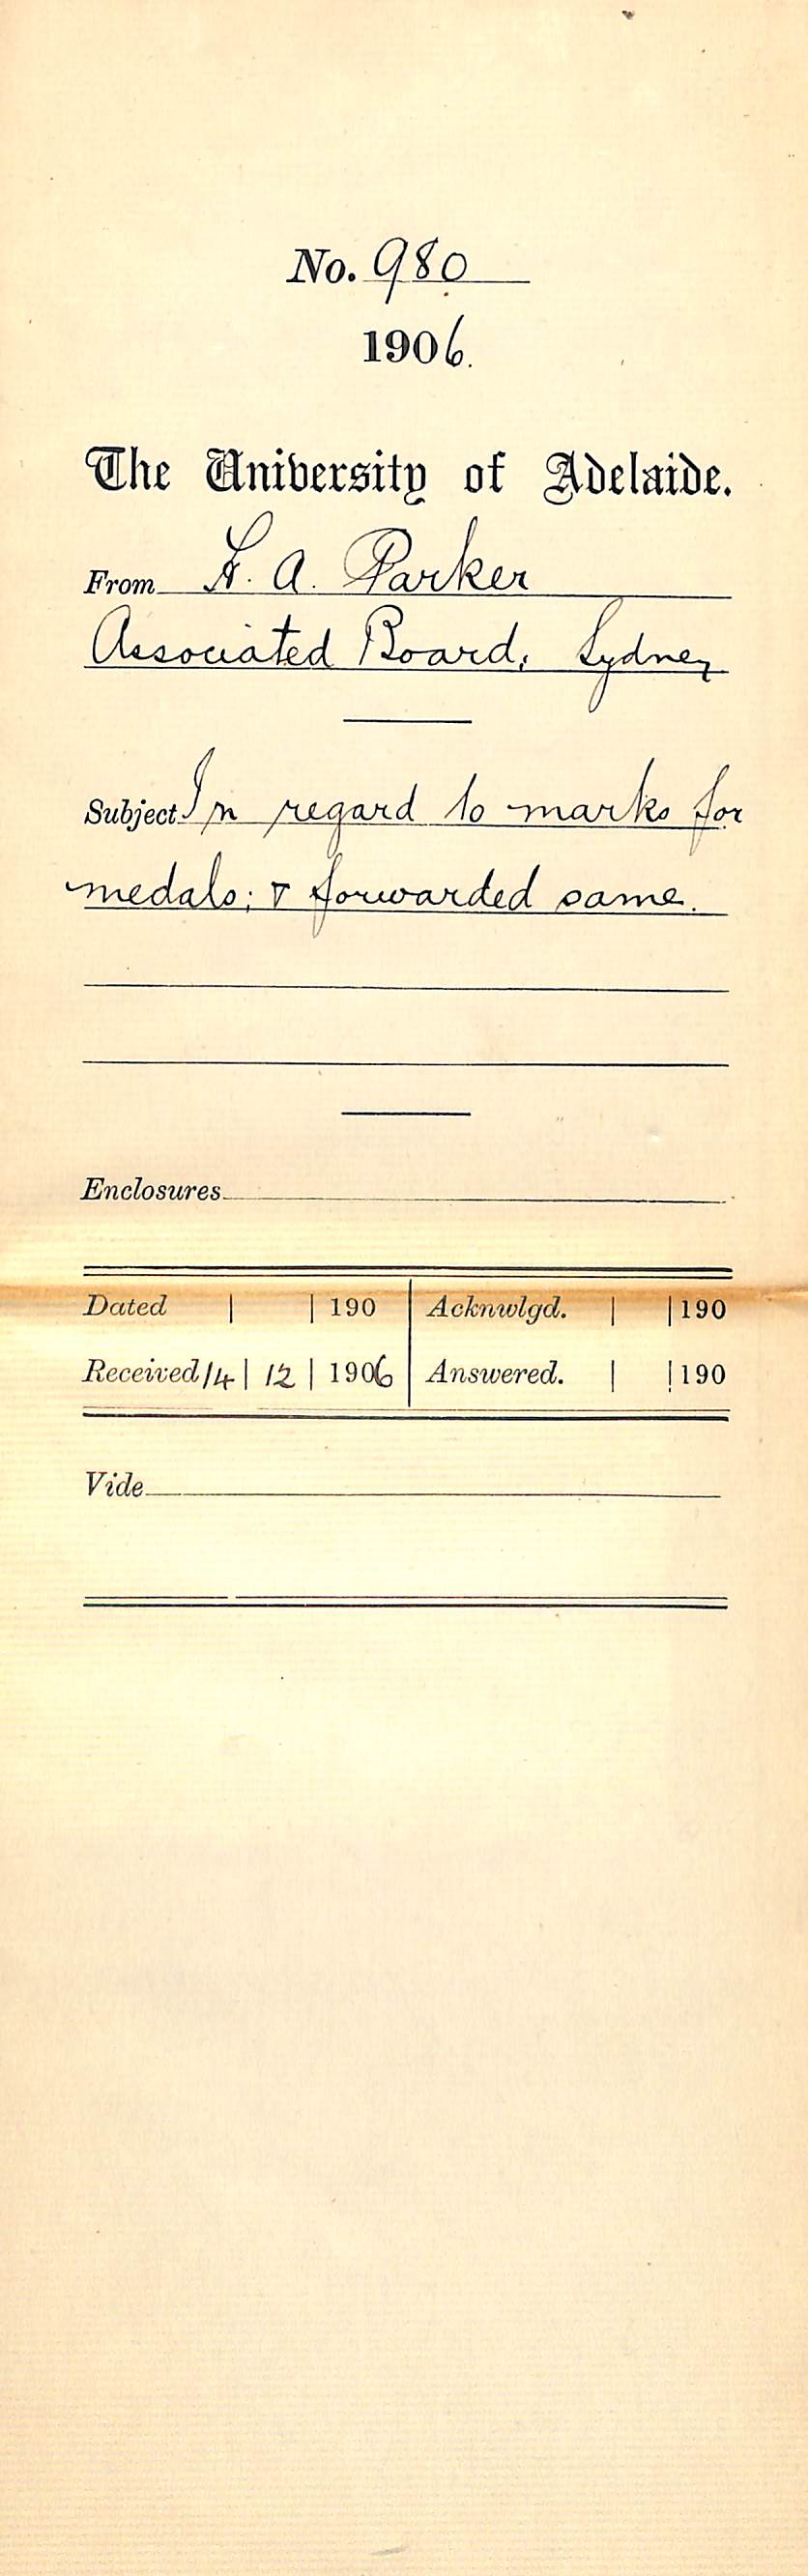 No. 980
1906.
The University of Adelaide.
From A. Parker
Associated Board, Sydney
Subject In regard to marks for
medals; & forwarded same.
Enclosures
Dated | | 190 | Acknwlgd. | | 190
Received 14 | 12 | 1906 | Answered. | | 190
Vide